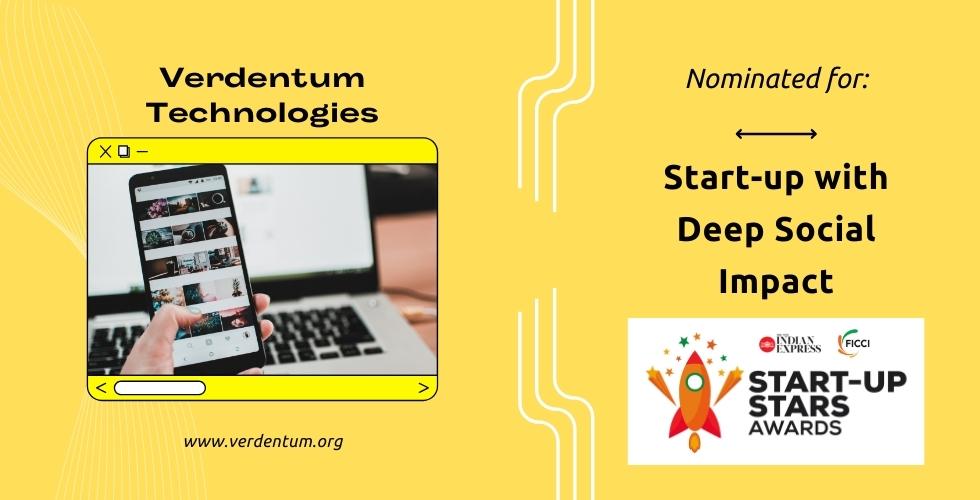 Verdentum
Technologies
www.verdentum.org
Nominated for:
Start-up with
Deep Social
Impact
INDIAN
EXPRESS
FICCI
START-UP
STARS
AWARDS